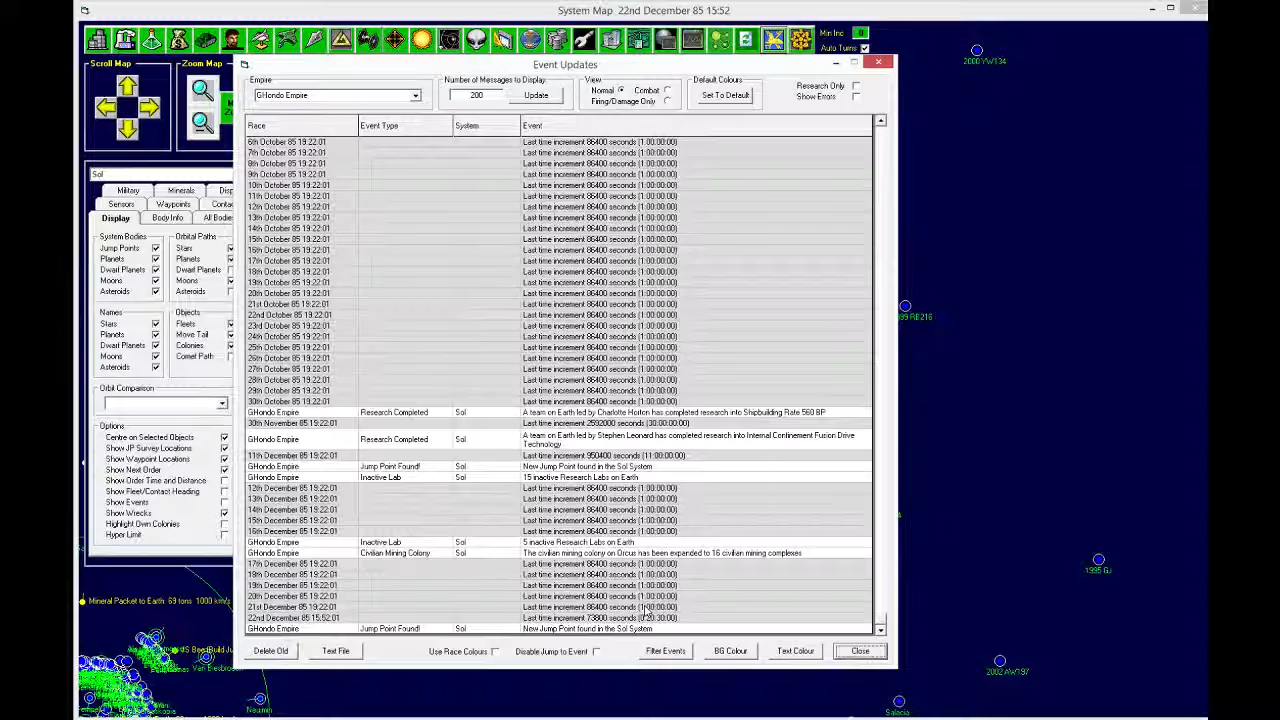 System Map 22nd December 85 15:52
Min Inc 0
Auto Turns
Scroll Map
Zoom Map
Event Updates
Empire
GHondo Empire
Number of Messages to Display:
200
Update
View
Normal
Combat
Firing/Damage Only
Default Colours
Set To Default
Research Only
Show Errors
Race Event Type System Event
6th October 85 19:22:01 Last time increment 86400 seconds (1:00:00:00)
7th October 85 19:22:01 Last time increment 86400 seconds (1:00:00:00)
8th October 85 19:22:01 Last time increment 86400 seconds (1:00:00:00)
9th October 85 19:22:01 Last time increment 86400 seconds (1:00:00:00)
10th October 85 19:22:01 Last time increment 86400 seconds (1:00:00:00)
11th October 85 19:22:01 Last time increment 86400 seconds (1:00:00:00)
12th October 85 19:22:01 Last time increment 86400 seconds (1:00:00:00)
13th October 85 19:22:01 Last time increment 86400 seconds (1:00:00:00)
14th October 85 19:22:01 Last time increment 86400 seconds (1:00:00:00)
15th October 85 19:22:01 Last time increment 86400 seconds (1:00:00:00)
16th October 85 19:22:01 Last time increment 86400 seconds (1:00:00:00)
17th October 85 19:22:01 Last time increment 86400 seconds (1:00:00:00)
18th October 85 19:22:01 Last time increment 86400 seconds (1:00:00:00)
19th October 85 19:22:01 Last time increment 86400 seconds (1:00:00:00)
20th October 85 19:22:01 Last time increment 86400 seconds (1:00:00:00)
21st October 85 19:22:01 Last time increment 86400 seconds (1:00:00:00)
22nd October 85 19:22:01 Last time increment 86400 seconds (1:00:00:00)
23rd October 85 19:22:01 Last time increment 86400 seconds (1:00:00:00)
24th October 85 19:22:01 Last time increment 86400 seconds (1:00:00:00)
25th October 85 19:22:01 Last time increment 86400 seconds (1:00:00:00)
26th October 85 19:22:01 Last time increment 86400 seconds (1:00:00:00)
27th October 85 19:22:01 Last time increment 86400 seconds (1:00:00:00)
28th October 85 19:22:01 Last time increment 86400 seconds (1:00:00:00)
29th October 85 19:22:01 Last time increment 86400 seconds (1:00:00:00)
30th October 85 19:22:01 Last time increment 86400 seconds (1:00:00:00)
GHondo Empire Research Completed Sol A team on Earth led by Charlotte Horton has completed research into Shipbuilding Rate 560 BP
30th November 85 19:22:01 Last time increment 2592000 seconds (30:00:00:00)
GHondo Empire Research Completed Sol A team on Earth led by Stephen Leonard has completed research into Internal Confinement Fusion Drive
Technology
11th December 85 19:22:01 Last time increment 950400 seconds (11:00:00:00)
GHondo Empire Jump Point Found! Sol New Jump Point found in the Sol System
GHondo Empire Inactive Lab Sol 15 inactive Research Labs on Earth
12th December 85 19:22:01 Last time increment 86400 seconds (1:00:00:00)
13th December 85 19:22:01 Last time increment 86400 seconds (1:00:00:00)
14th December 85 19:22:01 Last time increment 86400 seconds (1:00:00:00)
15th December 85 19:22:01 Last time increment 86400 seconds (1:00:00:00)
16th December 85 19:22:01 Last time increment 86400 seconds (1:00:00:00)
GHondo Empire Inactive Lab Sol 5 inactive Research Labs on Earth
GHondo Empire Civilian Mining Colony Sol The civilian mining colony on Orcus has been expanded to 16 civilian mining complexes
17th December 85 19:22:01 Last time increment 86400 seconds (1:00:00:00)
18th December 85 19:22:01 Last time increment 86400 seconds (1:00:00:00)
19th December 85 19:22:01 Last time increment 86400 seconds (1:00:00:00)
20th December 85 19:22:01 Last time increment 86400 seconds (1:00:00:00)
21st December 85 19:22:01 Last time increment 86400 seconds (1:00:00:00)
22nd December 85 15:52:01 Last time increment 73800 seconds (0:20:30:00)
GHondo Empire Jump Point Found! Sol New Jump Point found in the Sol System
Delete Old
Text File
Use Race Colours
Disable Jump to Event
Filter Events
BG Colour
Text Colour
Close
Sol
Military
Minerals
Sensors
Waypoints
Display
Body Info
All Bodies
System Bodies
Jump Points
Planets
Dwarf Planets
Moons
Asteroids
Orbital Paths
Stars
Planets
Dwarf Planets
Moons
Asteroids
Names
Stars
Planets
Dwarf Planets
Moons
Asteroids
Objects
Fleets
Move Tail
Colonies
Comet Path
Orbit Comparison
Options
Centre on Selected Objects
Show JP Survey Locations
Show Waypoint Locations
Show Next Order
Show Order Time and Distance
Show Fleet/Contact Heading
Show Events
Show Wrecks
Highlight Own Colonies
Hyper Limit
Mineral Packet to Earth: 69 tons 1000 km/s
Van Biesbroeck
Neujmin
2000 YW134
1995 GJ
2002 AW197
Salacia